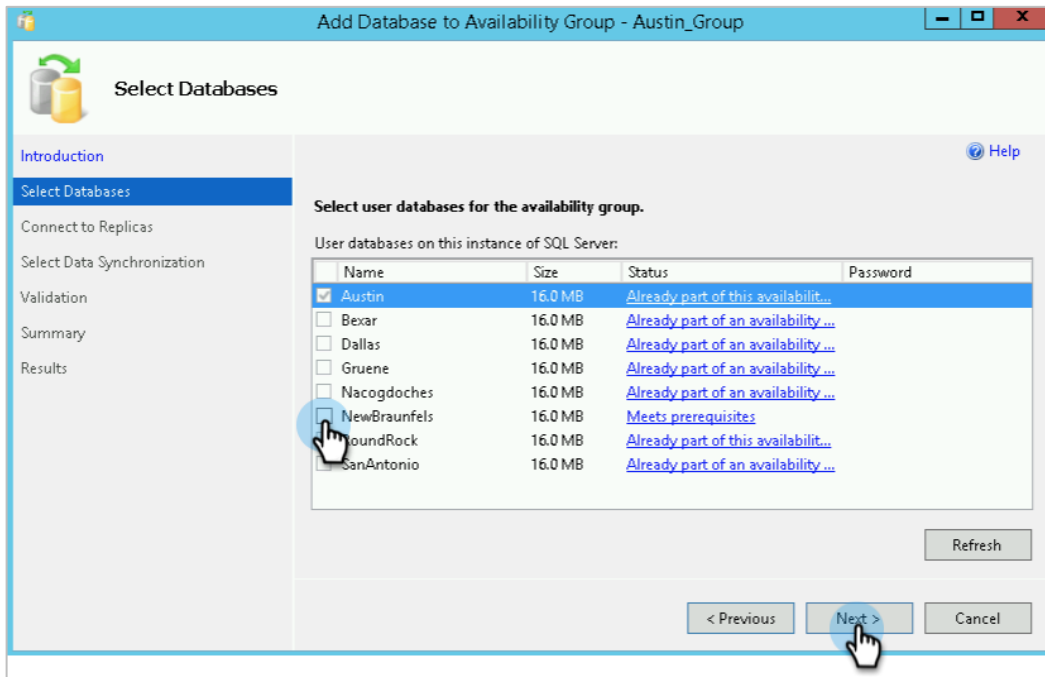 Add Database to Availability Group - Austin_Group
X
Select Databases
Introduction
Help
Select Databases
Connect to Replicas
Select Data Synchronization
Validation
Summary
Results
Select user databases for the availability group.
User databases on this instance of SQL Server:
Name Size Status Password
Austin 16.0 MB Already part of this availabilit...
Bexar 16.0 MB Already part of an availability ...
Dallas 16.0 MB Already part of an availability ...
Gruene 16.0 MB Already part of an availability ...
Nacogdoches 16.0 MB Already part of an availability ...
NewBraunfels 16.0 MB Meets prerequisites
RoundRock 16.0 MB Already part of this availabilit...
SanAntonio 16.0 MB Already part of an availability ...
Refresh
< Previous Next > Cancel